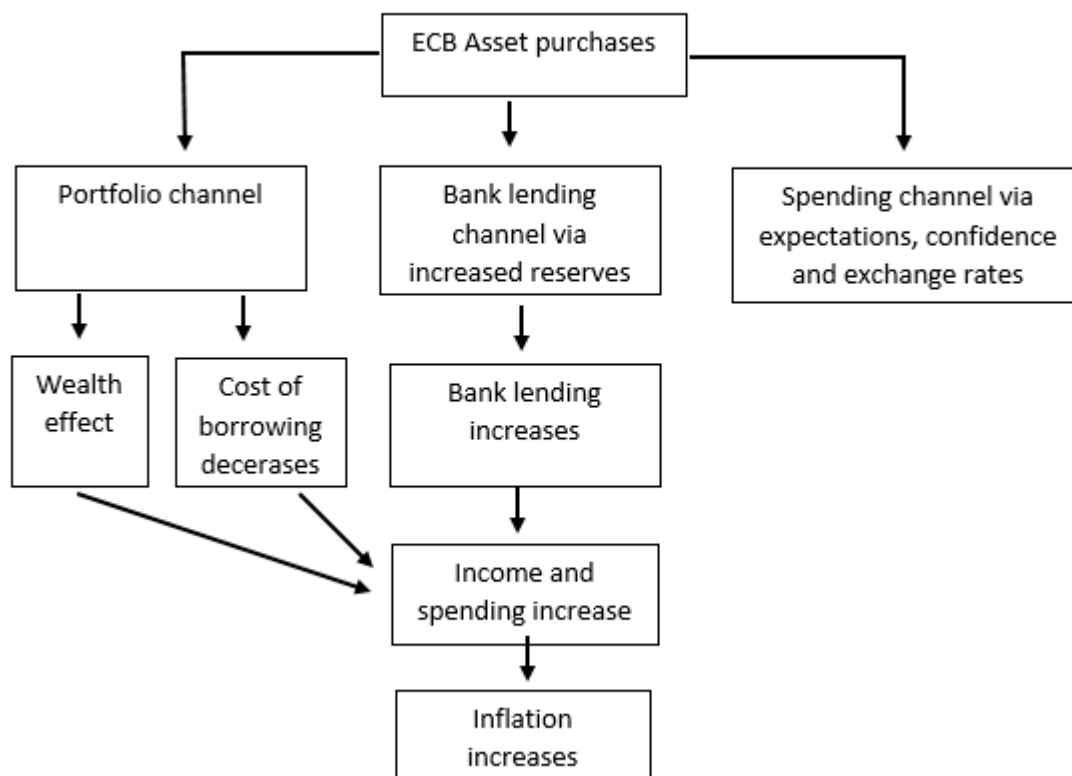 ECB Asset purchases
Portfolio channel
Bank lending
channel via
increased reserves
Spending channel via
expectations, confidence
and exchange rates
Wealth
effect
Cost of
borrowing
decerases
Bank lending
increases
Income and
spending increase
Inflation
increases